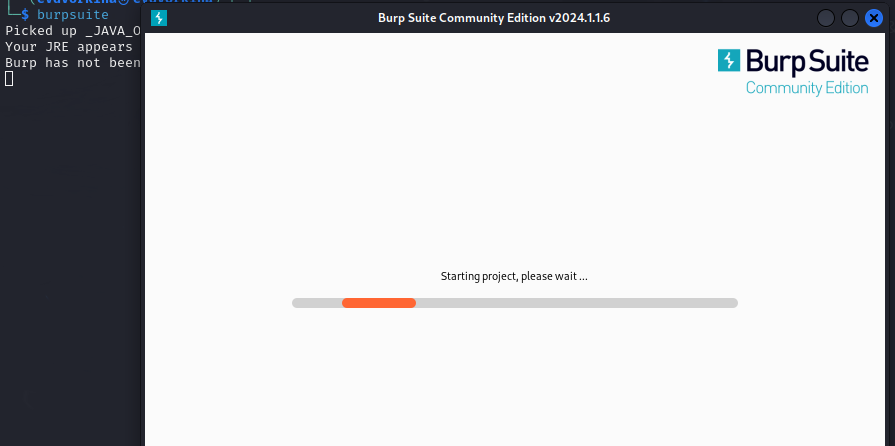 burpsuite
Picked up _JAVA_O
Your JRE appears
Burp has not been
Burp Suite Community Edition v2024.1.1.6
Burp Suite
Community Edition
Starting project, please wait ...